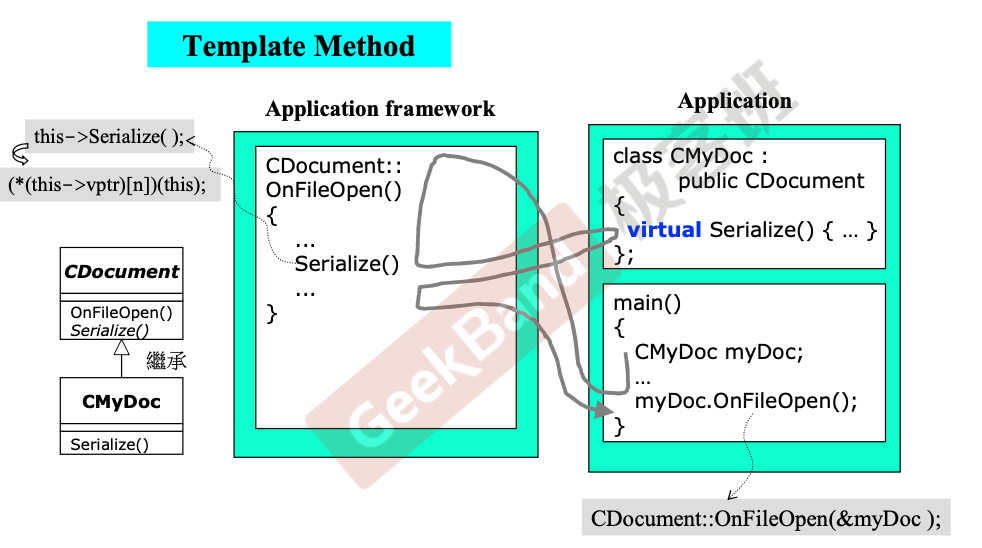 Template Method
Application framework
Application
this->Serialize( );
(*(this->vptr)[n])(this);
CDocument::
OnFileOpen()
{
...
Serialize()
...
}
class CMyDoc :
public CDocument
{
virtual Serialize() { … }
};
main()
{
CMyDoc myDoc;
…
myDoc.OnFileOpen();
}
CDocument
OnFileOpen()
Serialize()
繼承
CMyDoc
Serialize()
CDocument::OnFileOpen(&myDoc );
GeekBand 极客班